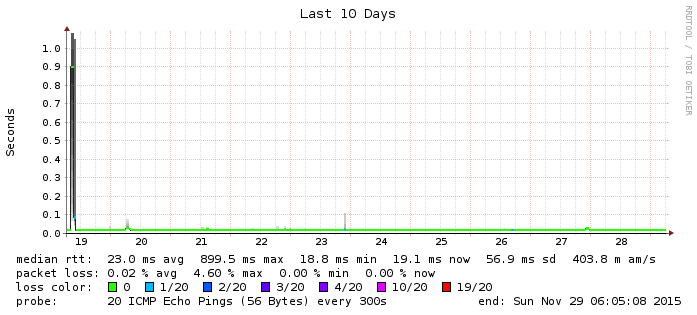 Last 10 Days
RRDTOOL / TOBI OETIKER
Seconds
1.0
0.9
0.8
0.7
0.6
0.5
0.4
0.3
0.2
0.1
0.0
19 20 21 22 23 24 25 26 27 28
median rtt: 23.0 ms avg 899.5 ms max 18.8 ms min 19.1 ms now 56.9 ms sd 403.8 m am/s
packet loss: 0.02 % avg 4.60 % max 0.00 % min 0.00 % now
loss color: 0 1/20 2/20 3/20 4/20 10/20 19/20
probe: 20 ICMP Echo Pings (56 Bytes) every 300s end: Sun Nov 29 06:05:08 2015